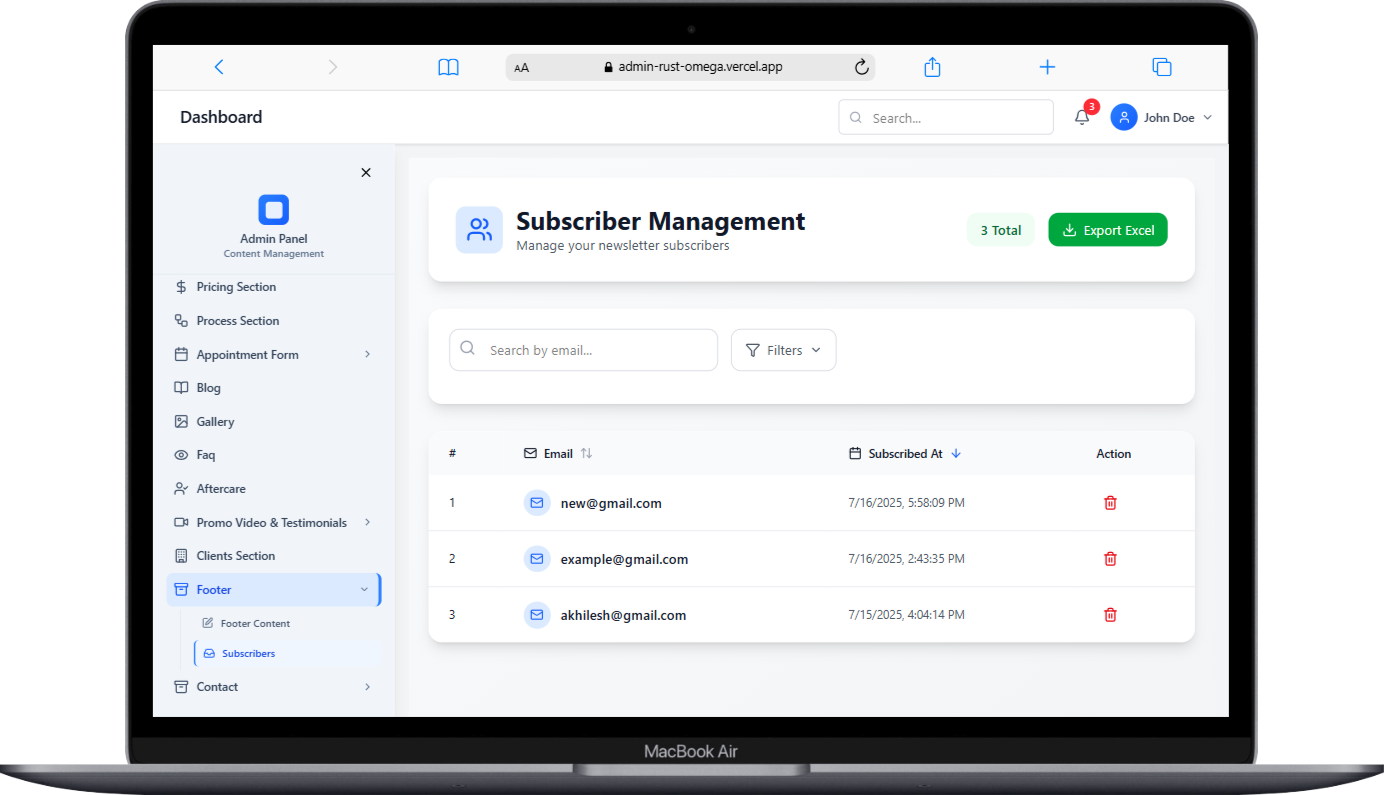 AA admin-rust-omega.vercel.app
Dashboard
Search...
3
John Doe
Admin Panel
Content Management
Pricing Section
Process Section
Appointment Form
Blog
Gallery
Faq
Aftercare
Promo Video & Testimonials
Clients Section
Footer
Footer Content
Subscribers
Contact
Subscriber Management
Manage your newsletter subscribers
3 Total
Export Excel
Search by email...
Filters
# Email Subscribed At Action
1 new@gmail.com 7/16/2025, 5:58:09 PM
2 example@gmail.com 7/16/2025, 2:43:35 PM
3 akhilesh@gmail.com 7/15/2025, 4:04:14 PM
MacBook Air